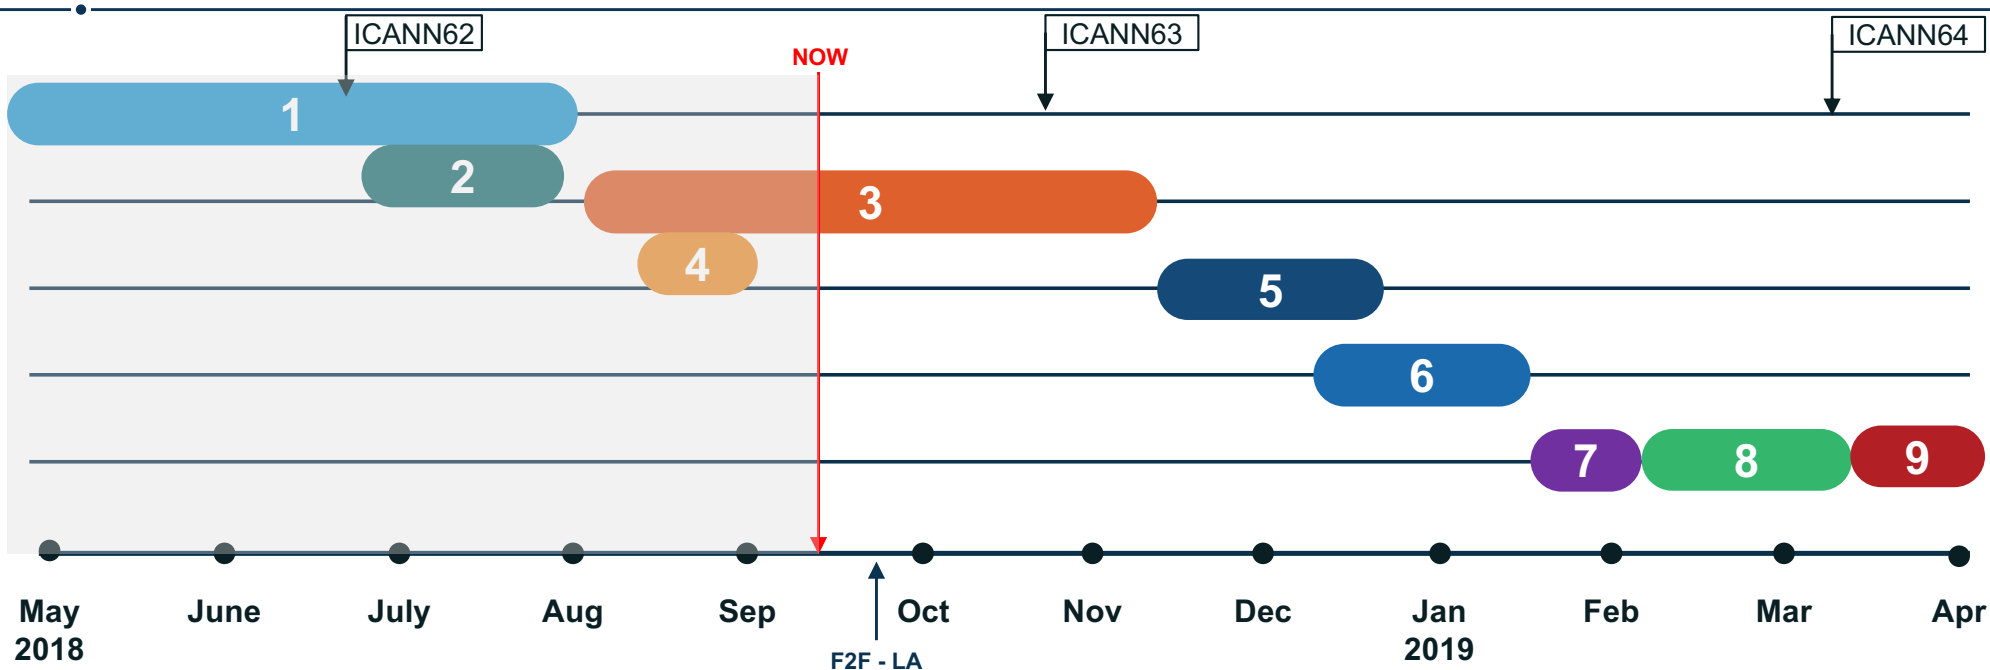 ICANN62
ICANN63
ICANN64
NOW
1
2
3
4
5
6
7
8
9
May June July Aug Sep Oct Nov Dec Jan Feb Mar Apr
2018 2019
F2F - LA